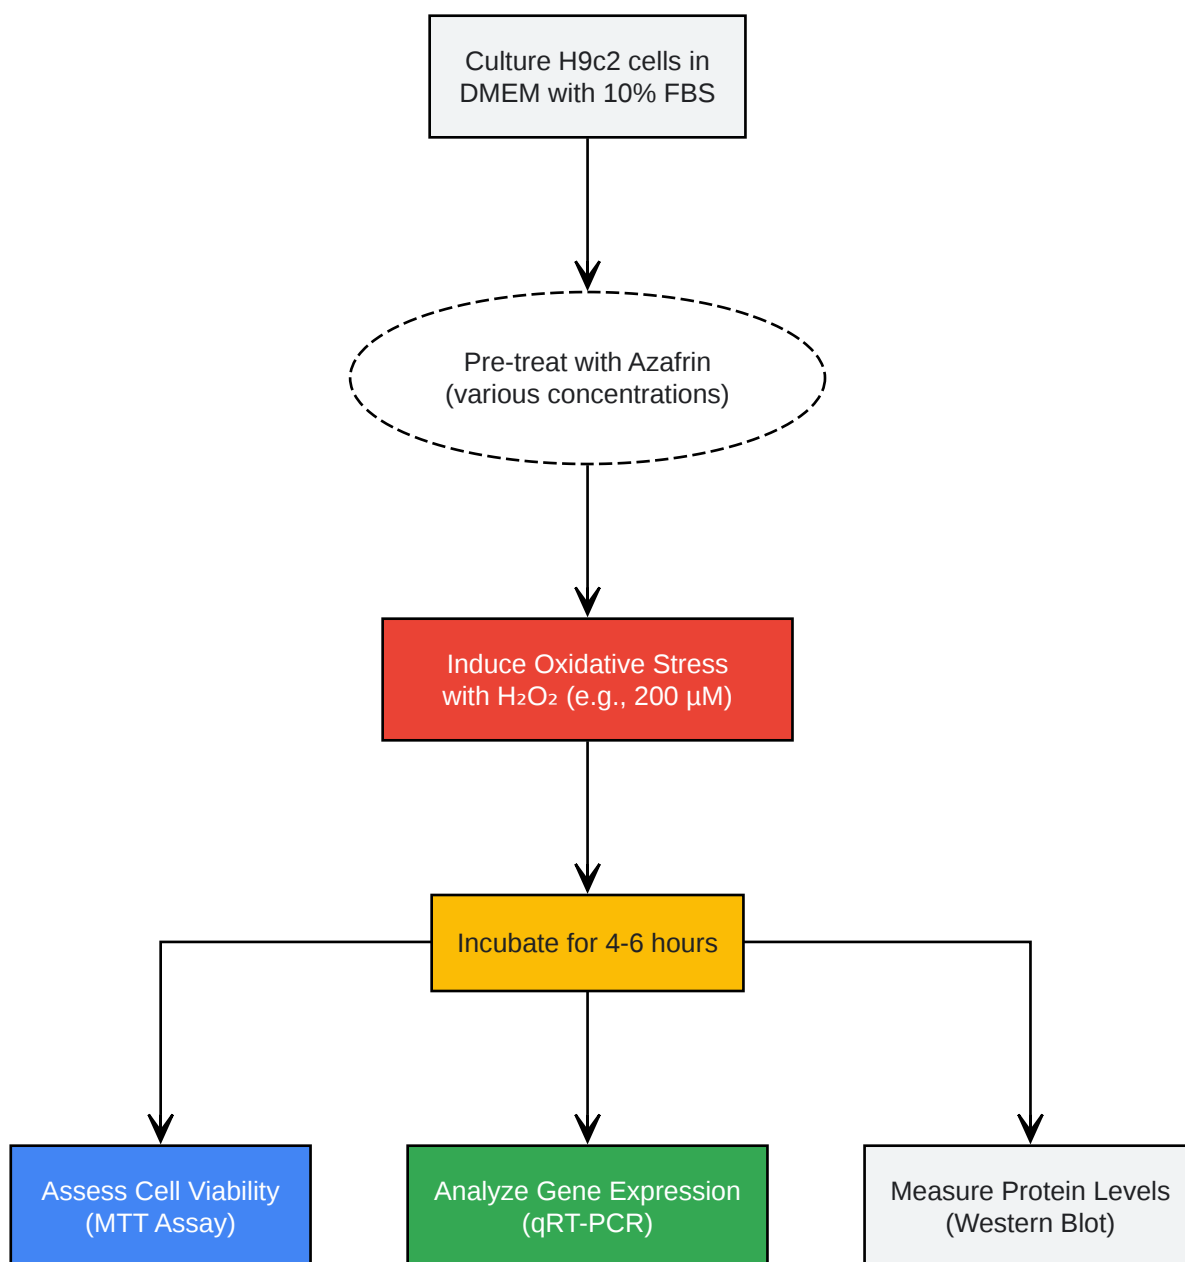 Culture H9c2 cells in
DMEM with 10% FBS
Pre-treat with Azafrin
(various concentrations)
Induce Oxidative Stress
with H₂O₂ (e.g., 200 µM)
Incubate for 4-6 hours
Assess Cell Viability
(MTT Assay)
Analyze Gene Expression
(qRT-PCR)
Measure Protein Levels
(Western Blot)